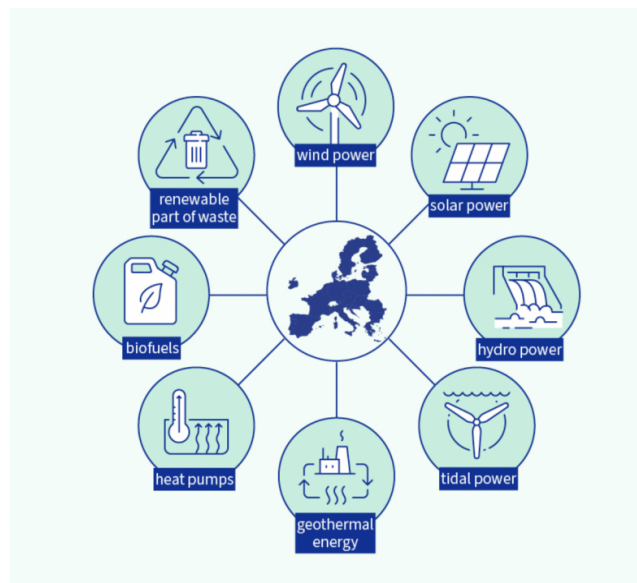 wind power
solar power
hydro power
tidal power
geothermal
energy
heat pumps
biofuels
renewable
part of waste